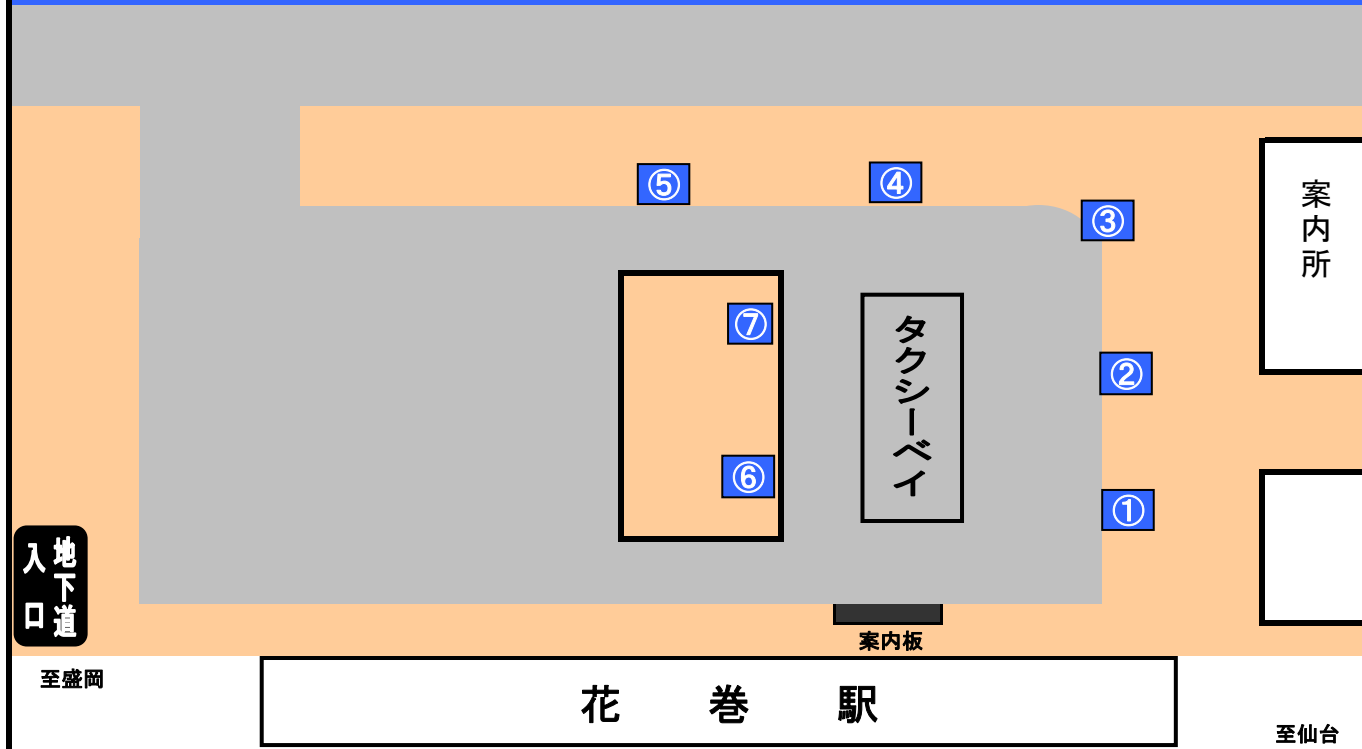 ⑤
④
③
案内所
⑦
タクシーベイ
②
⑥
①
地下道
入口
案内板
至盛岡
花巻駅
至仙台